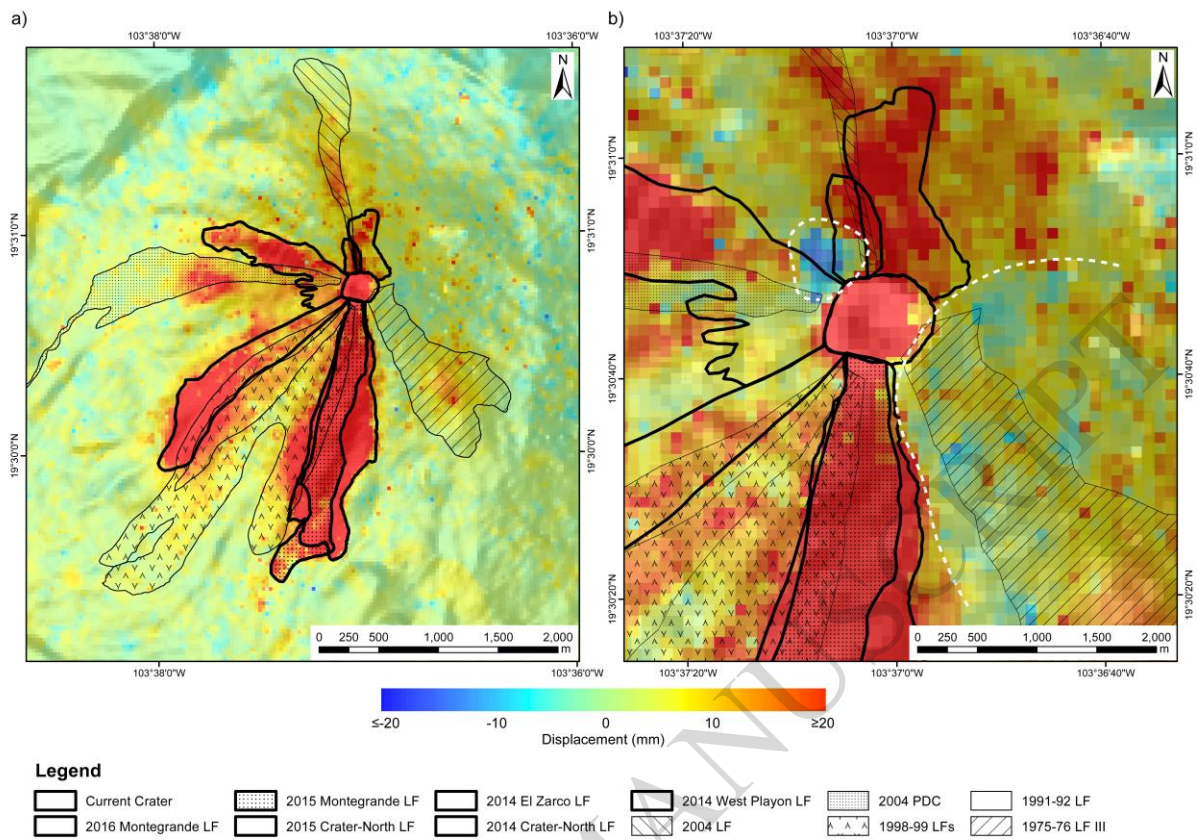 a)
b)
103°38'0"W
103°36'0"W
103°37'20"W
103°37'0"W
103°36'40"W
N
N
19°31'0"N
19°30'0"N
19°31'0"N
19°30'0"N
19°31'0"N
19°30'40"N
19°30'20"N
19°31'0"N
19°30'40"N
19°30'20"N
0 250 500 1,000 1,500 2,000
m
0 250 500 1,000 1,500 2,000
m
103°38'0"W
103°36'0"W
103°37'20"W
103°37'0"W
103°36'40"W
≤-20 -10 0 10 ≥20
Displacement (mm)
Legend
Current Crater
2015 Montegrande LF
2014 El Zarco LF
2014 West Playon LF
2004 PDC
1991-92 LF
2016 Montegrande LF
2015 Crater-North LF
2014 Crater-North LF
2004 LF
1998-99 LFs
1975-76 LF III